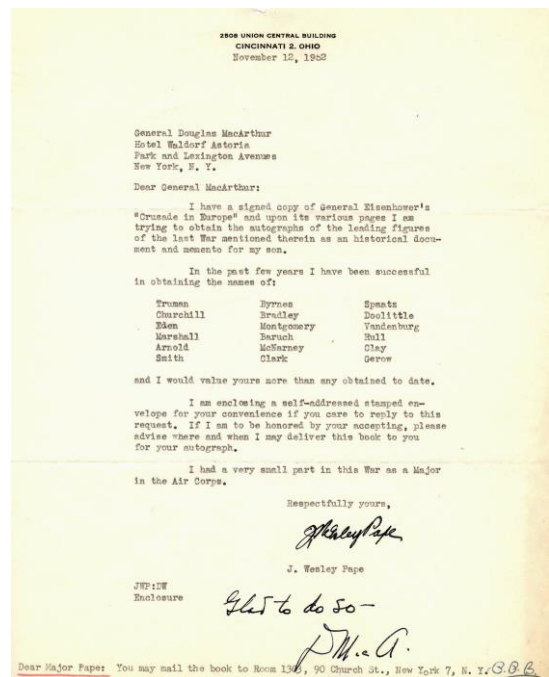 2808 UNION CENTRAL BUILDING
CINCINNATI 2, OHIO
November 12, 1952
General Douglas MacArthur
Hotel Waldorf Astoria
Park and Lexington Avenues
New York, N. Y.
Dear General MacArthur:
I have a signed copy of General Eisenhower's
"Crusade in Europe" and upon its various pages I am
trying to obtain the autographs of the leading figures
of the last War mentioned therein as an historical docu-
ment and memento for my son.
In the past few years I have been successful
in obtaining the names of:
Truman Byrnes Spaatz
Churchill Bradley Doolittle
Eden Montgomery Vandenburg
Marshall Baruch Hull
Arnold McNarney Clay
Smith Clark Gerow
and I would value yours more than any obtained to date.
I am enclosing a self-addressed stamped en-
velope for your convenience if you care to reply to this
request. If I am to be honored by your accepting, please
advise where and when I may deliver this book to you
for your autograph.
I had a very small part in this War as a Major
in the Air Corps.
Respectfully yours,
J Wesley Pape
J. Wesley Pape
JWP:DW
Enclosure
Glad to do so—
D MacA.
Dear Major Pape: You may mail the book to Room 1303, 90 Church St., New York 7, N. Y.